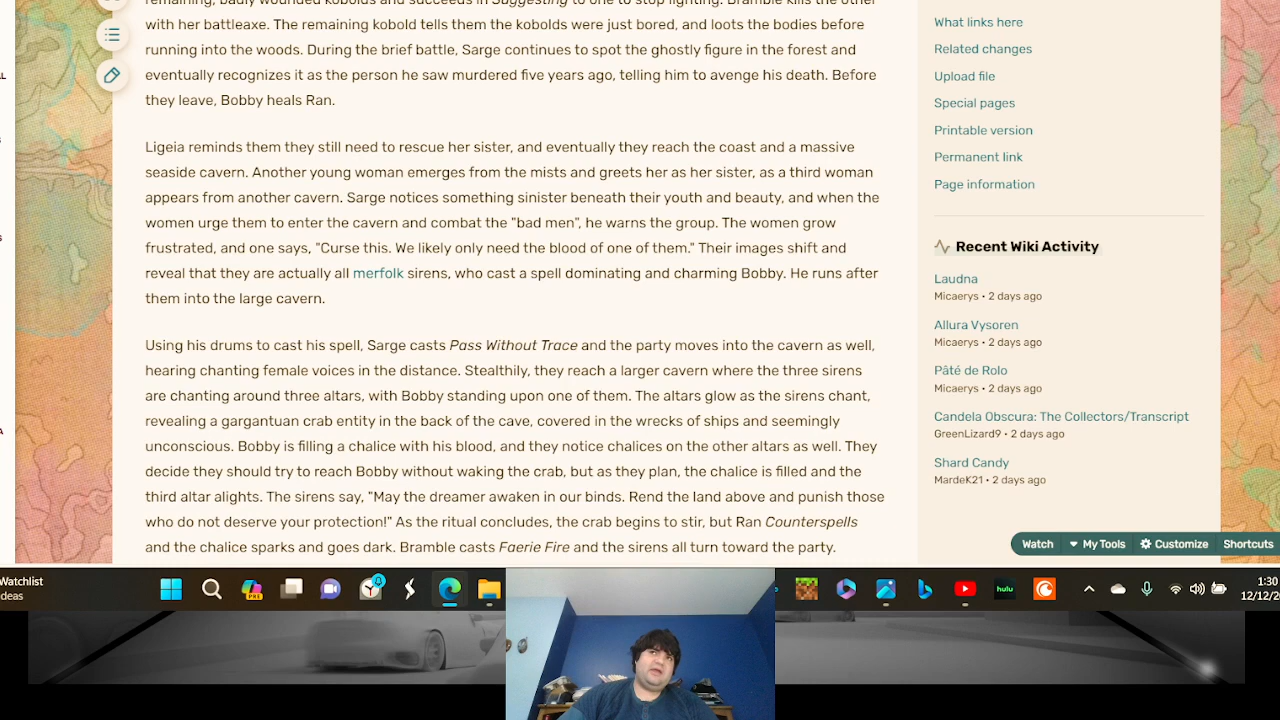 remaining, badly wounded kobolds and succeeds in Suggesting to one to stop fighting. Bramble kills the other
with her battleaxe. The remaining kobold tells them the kobolds were just bored, and loots the bodies before
running into the woods. During the brief battle, Sarge continues to spot the ghostly figure in the forest and
eventually recognizes it as the person he saw murdered five years ago, telling him to avenge his death. Before
they leave, Bobby heals Ran.
Ligeia reminds them they still need to rescue her sister, and eventually they reach the coast and a massive
seaside cavern. Another young woman emerges from the mists and greets her as her sister, as a third woman
appears from another cavern. Sarge notices something sinister beneath their youth and beauty, and when the
women urge them to enter the cavern and combat the "bad men", he warns the group. The women grow
frustrated, and one says, "Curse this. We likely only need the blood of one of them." Their images shift and
reveal that they are actually all merfolk sirens, who cast a spell dominating and charming Bobby. He runs after
them into the large cavern.
Using his drums to cast his spell, Sarge casts Pass Without Trace and the party moves into the cavern as well,
hearing chanting female voices in the distance. Stealthily, they reach a larger cavern where the three sirens
are chanting around three altars, with Bobby standing upon one of them. The altars glow as the sirens chant,
revealing a gargantuan crab entity in the back of the cave, covered in the wrecks of ships and seemingly
unconscious. Bobby is filling a chalice with his blood, and they notice chalices on the other altars as well. They
decide they should try to reach Bobby without waking the crab, but as they plan, the chalice is filled and the
third altar alights. The sirens say, "May the dreamer awaken in our binds. Rend the land above and punish those
who do not deserve your protection!" As the ritual concludes, the crab begins to stir, but Ran Counterspells
and the chalice sparks and goes dark. Bramble casts Faerie Fire and the sirens all turn toward the party.
What links here
Related changes
Upload file
Special pages
Printable version
Permanent link
Page information
Recent Wiki Activity
Laudna
Micaerys • 2 days ago
Allura Vysoren
Micaerys • 2 days ago
Pâté de Rolo
Micaerys • 2 days ago
Candela Obscura: The Collectors/Transcript
GreenLizard9 • 2 days ago
Shard Candy
MardeK21 • 2 days ago
Watch My Tools Customize Shortcuts
Watchlist
deas
PRE
hulu
1:30
12/12/2